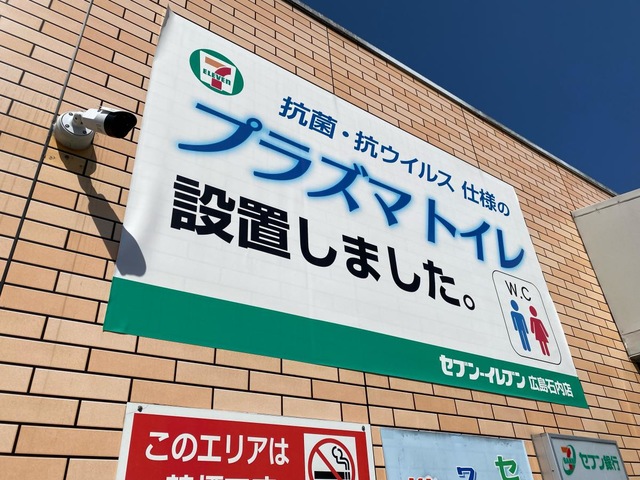 7
ELEVEN
抗菌・抗ウイルス 仕様の
プラズマトイレ
設置しました。
W.C
セブン-イレブン 広島石内店
このエリアは
セブン銀行